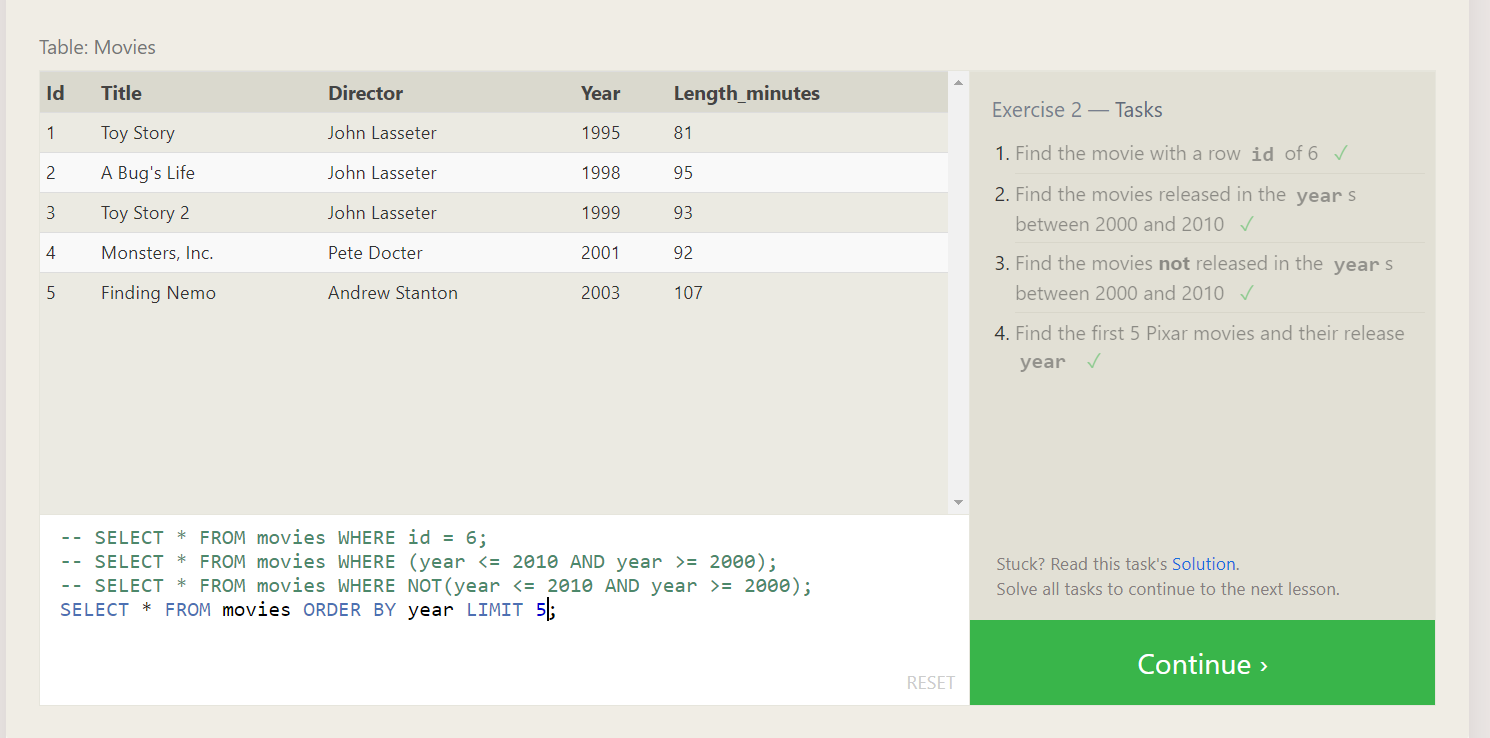 Table: Movies
Id Title Director Year Length_minutes
1 Toy Story John Lasseter 1995 81
2 A Bug's Life John Lasseter 1998 95
3 Toy Story 2 John Lasseter 1999 93
4 Monsters, Inc. Pete Docter 2001 92
5 Finding Nemo Andrew Stanton 2003 107
-- SELECT * FROM movies WHERE id = 6;
-- SELECT * FROM movies WHERE (year <= 2010 AND year >= 2000);
-- SELECT * FROM movies WHERE NOT(year <= 2010 AND year >= 2000);
SELECT * FROM movies ORDER BY year LIMIT 5;
RESET
Exercise 2 — Tasks
1. Find the movie with a row id of 6 ✓
2. Find the movies released in the year s
between 2000 and 2010 ✓
3. Find the movies not released in the year s
between 2000 and 2010 ✓
4. Find the first 5 Pixar movies and their release
year ✓
Stuck? Read this task's Solution.
Solve all tasks to continue to the next lesson.
Continue ›